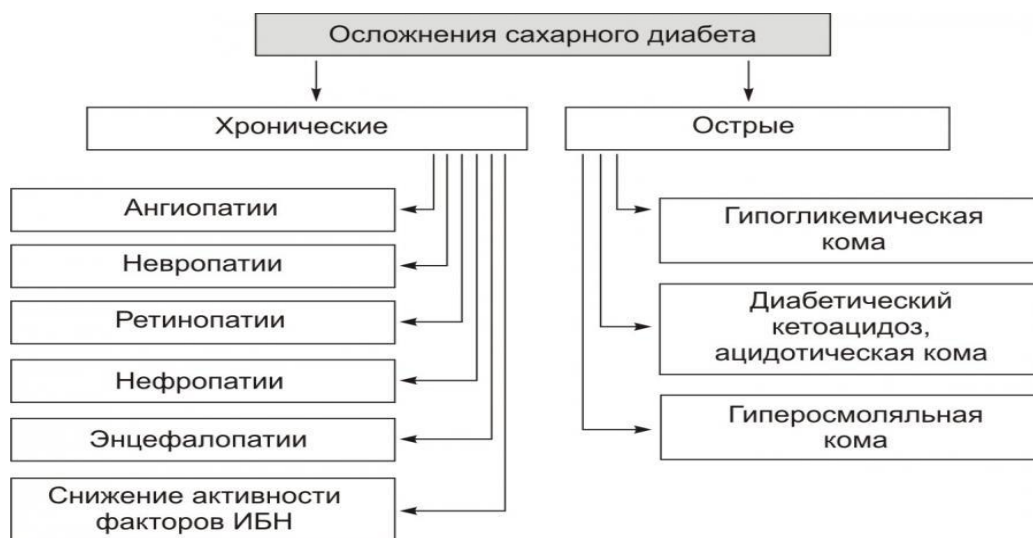 Осложнения сахарного диабета
Хронические
Острые
Ангиопатии
Невропатии
Ретинопатии
Нефропатии
Энцефалопатии
Снижение активности
факторов ИБН
Гипогликемическая
кома
Диабетический
кетоацидоз,
ацидотическая кома
Гиперосмоляльная
кома